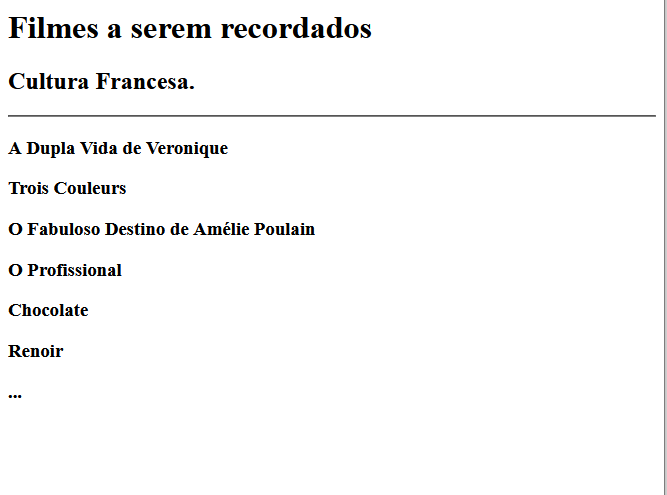 Filmes a serem recordados
Cultura Francesa.
A Dupla Vida de Veronique
Trois Couleurs
O Fabuloso Destino de Amélie Poulain
O Profissional
Chocolate
Renoir
...